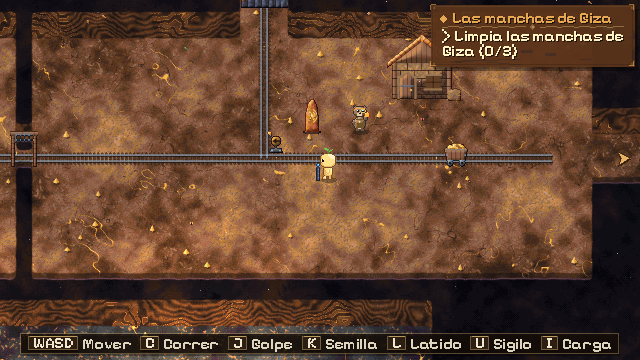 Las manchas de Giza
Limpia las manchas de
Giza (0/3)
WASD Mover C Correr J Golpe K Semilla L Latido U Sigilo I Carga